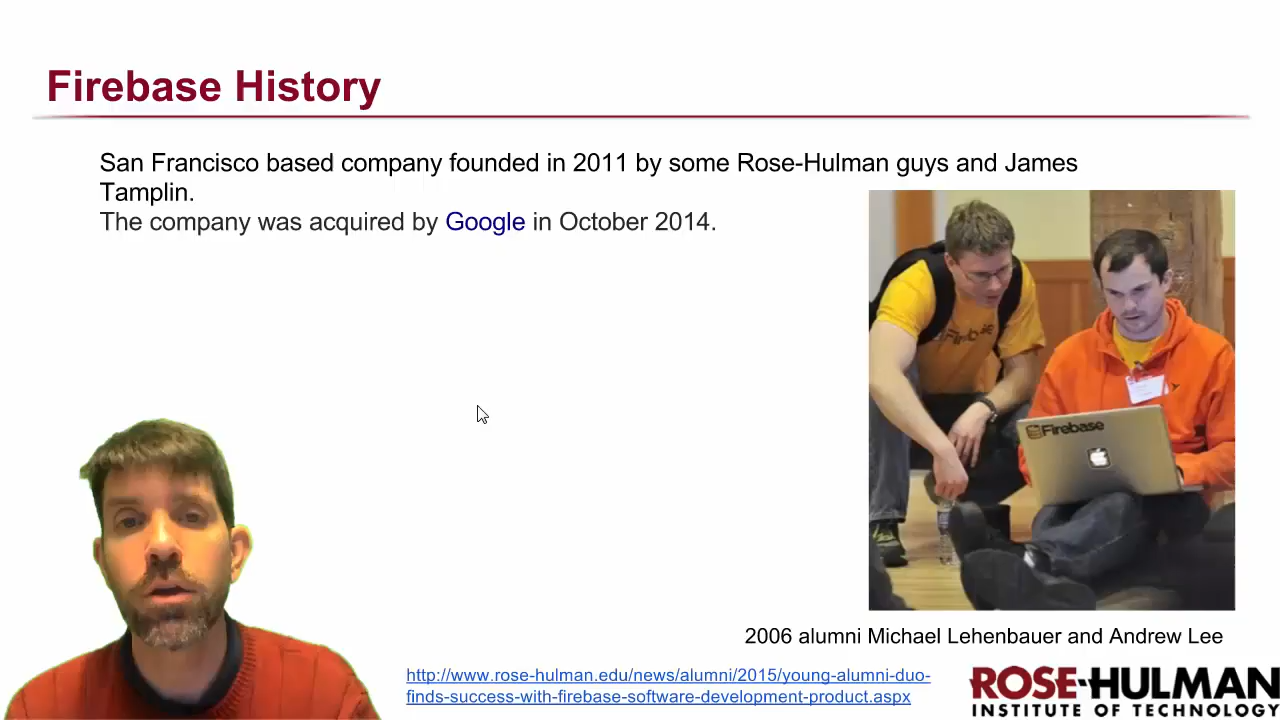 Firebase History
San Francisco based company founded in 2011 by some Rose-Hulman guys and James
Tamplin.
The company was acquired by Google in October 2014.
Firebase
Firebase
2006 alumni Michael Lehenbauer and Andrew Lee
http://www.rose-hulman.edu/news/alumni/2015/young-alumni-duo-
finds-success-with-firebase-software-development-product.aspx
ROSE-HULMAN
INSTITUTE OF TECHNOLOGY